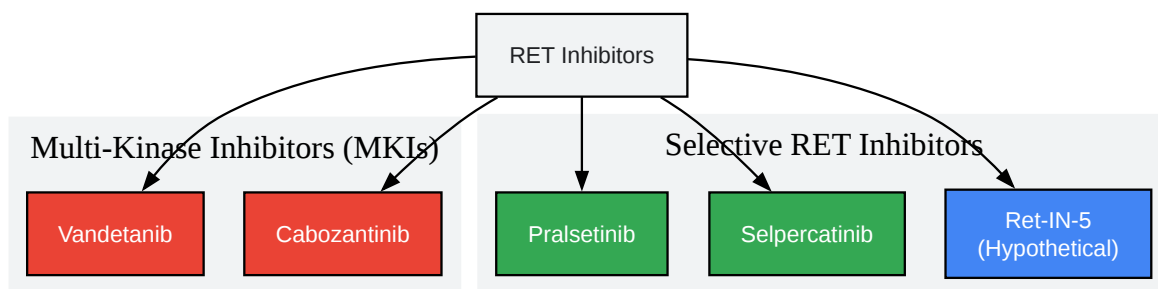 RET Inhibitors
Multi-Kinase Inhibitors (MKIs)
Selective RET Inhibitors
Vandetanib
Cabozantinib
Pralsetinib
Selpercatinib
Ret-IN-5
(Hypothetical)